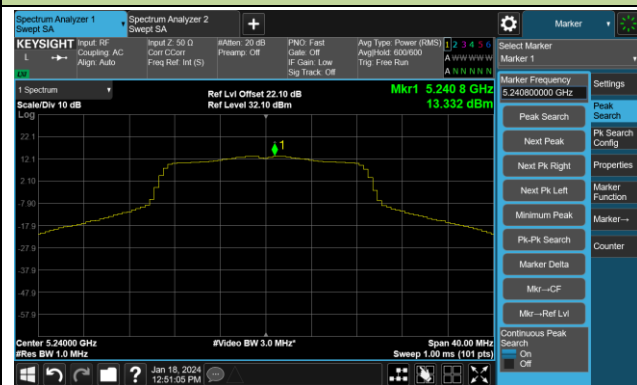 Spectrum Analyzer 1
Swept SA
Spectrum Analyzer 2
Swept SA
+
Marker
KEYSIGHT
L
Input: RF
Coupling: AC
Align: Auto
Input Z: 50 Ω
Corr CCorr
Freq Ref: Int (S)
#Atten: 20 dB
Preamp: Off
PNO: Fast
Gate: Off
IF Gain: Low
Sig Track: Off
Avg Type: Power (RMS)
Avg|Hold: 600/600
Trig: Free Run
1 2 3 4 5 6
A W W W W W
A N N N N N
Select Marker
Marker 1
1 Spectrum
Scale/Div 10 dB
Log
Ref Lvl Offset 22.10 dB
Ref Level 32.10 dBm
Mkr1 5.240 8 GHz
13.332 dBm
1
22.1
12.1
2.10
-7.90
-17.9
-27.9
-37.9
-47.9
-57.9
Center 5.24000 GHz
#Res BW 1.0 MHz
#Video BW 3.0 MHz*
Span 40.00 MHz
Sweep 1.00 ms (101 pts)
Marker Frequency
5.240800000 GHz
Peak Search
Next Peak
Next Pk Right
Next Pk Left
Minimum Peak
Pk-Pk Search
Marker Delta
Mkr→CF
Mkr→Ref Lvl
Continuous Peak
Search
On
Off
Settings
Peak
Search
Pk Search
Config
Properties
Marker
Function
Marker→
Counter
?
Jan 18, 2024
12:51:05 PM